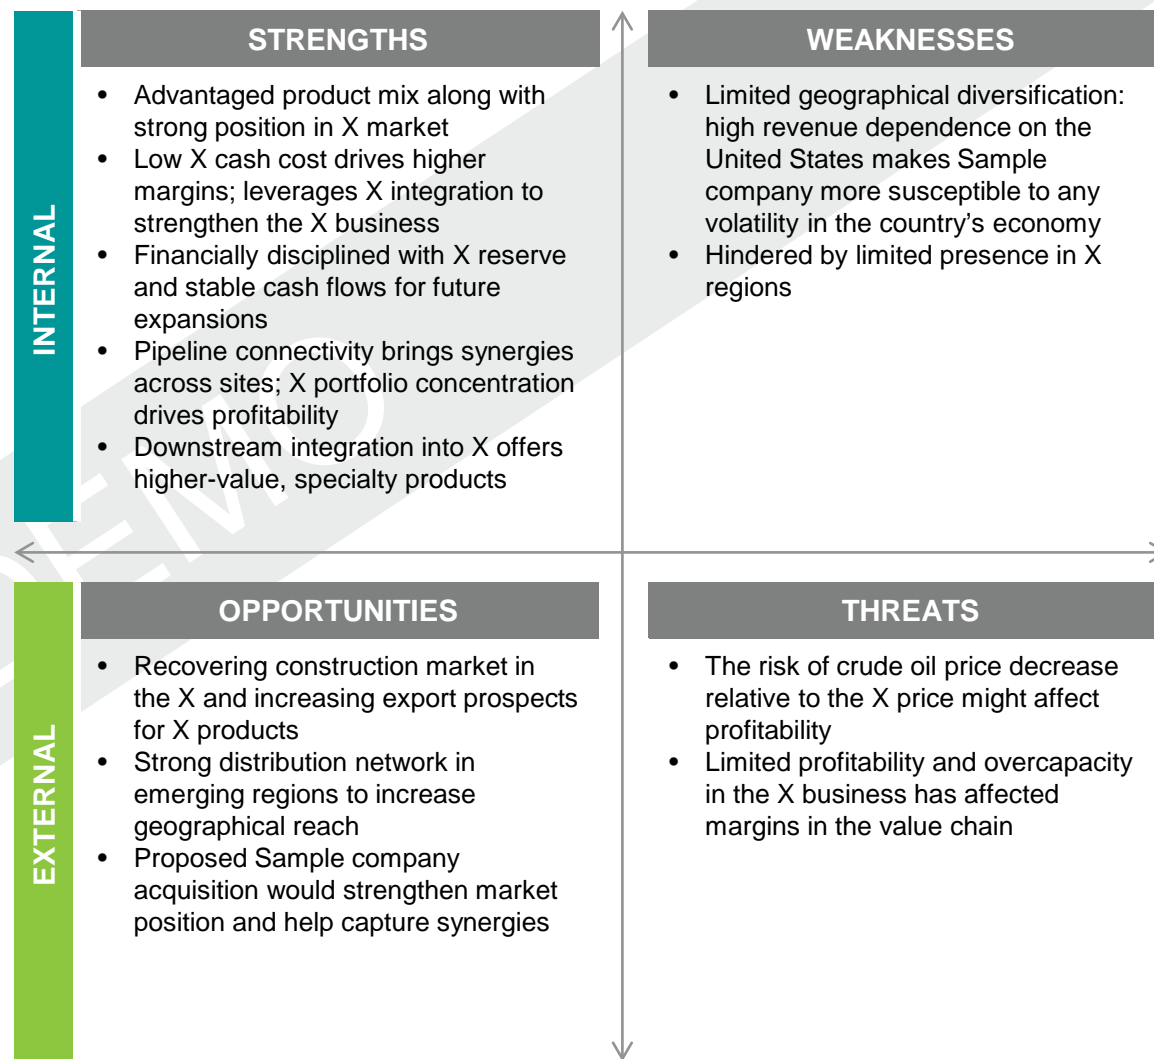 STRENGTHS
• Advantaged product mix along with
strong position in X market
• Low X cash cost drives higher
margins; leverages X integration to
strengthen the X business
• Financially disciplined with X reserve
and stable cash flows for future
expansions
• Pipeline connectivity brings synergies
across sites; X portfolio concentration
drives profitability
• Downstream integration into X offers
higher-value, specialty products
WEAKNESSES
• Limited geographical diversification:
high revenue dependence on the
United States makes Sample
company more susceptible to any
volatility in the country's economy
• Hindered by limited presence in X
regions
INTERNAL
OPPORTUNITIES
• Recovering construction market in
the X and increasing export prospects
for X products
• Strong distribution network in
emerging regions to increase
geographical reach
• Proposed Sample company
acquisition would strengthen market
position and help capture synergies
THREATS
• The risk of crude oil price decrease
relative to the X price might affect
profitability
• Limited profitability and overcapacity
in the X business has affected
margins in the value chain
EXTERNAL
DEMO